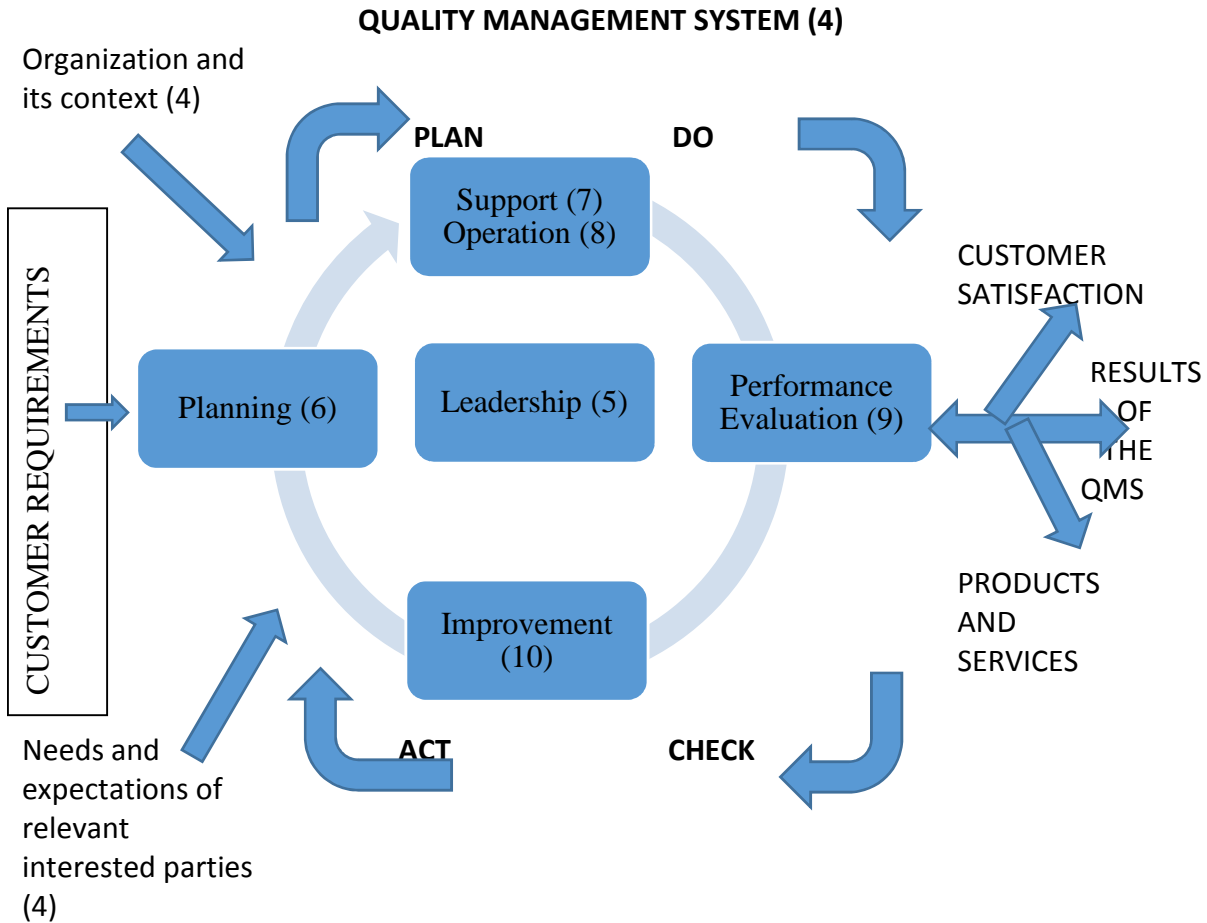 QUALITY MANAGEMENT SYSTEM (4)
Organization and
its context (4)
PLAN
DO
Support (7)
Operation (8)
CUSTOMER
SATISFACTION
CUSTOMER REQUIREMENTS
Planning (6)
Leadership (5)
Performance
Evaluation (9)
RESULTS
OF
THE
QMS
PRODUCTS
AND
SERVICES
Improvement
(10)
ACT
CHECK
Needs and
expectations of
relevant
interested parties
(4)